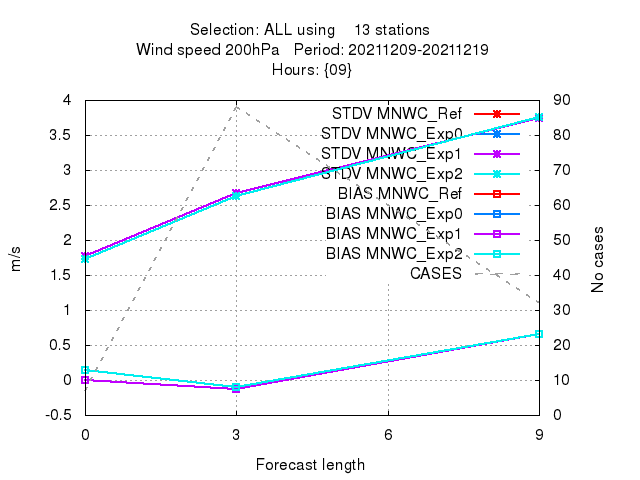 Selection: ALL using 13 stations
Wind speed 200hPa Period: 20211209-20211219
Hours: {09}
4
3.5
3
2.5
2
1.5
1
0.5
0
-0.5
m/s
STDV MNWC_Ref
STDV MNWC_Exp0
STDV MNWC_Exp1
STDV MNWC_Exp2
BIAS MNWC_Ref
BIAS MNWC_Exp0
BIAS MNWC_Exp1
BIAS MNWC_Exp2
CASES
90
80
70
60
50
40
30
20
10
0
No cases
0 3 6 9
Forecast length